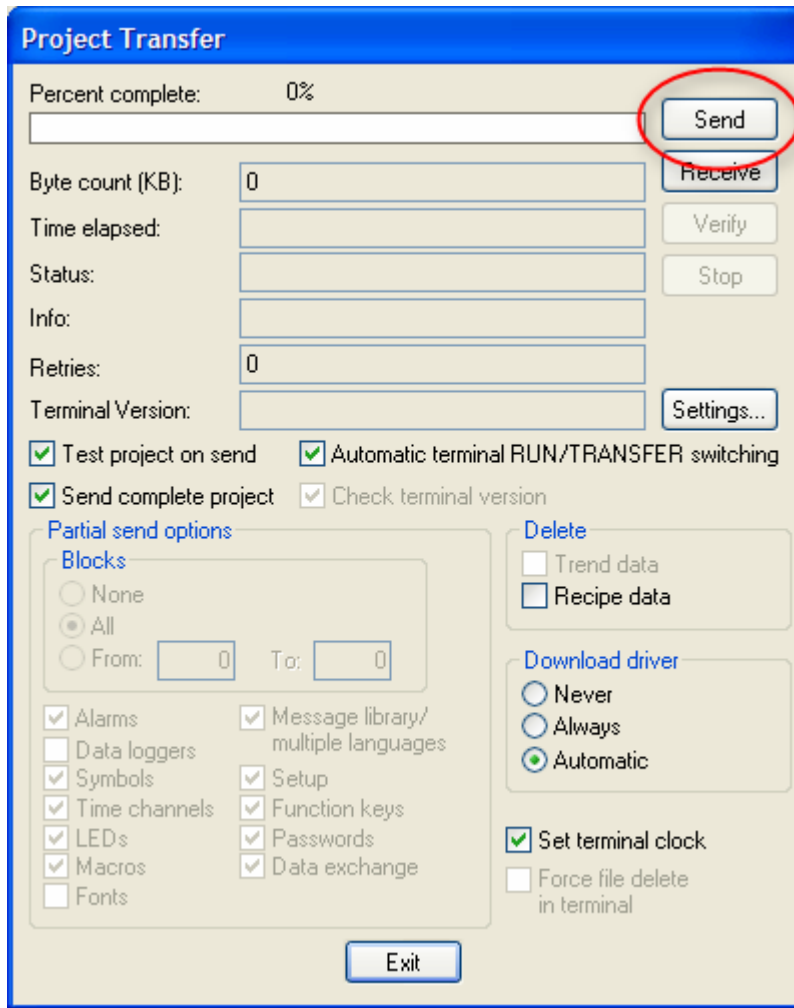 Project Transfer
Percent complete: 0%
Send
Byte count (KB): 0
Receive
Time elapsed:
Verify
Status:
Stop
Info:
Retries: 0
Terminal Version:
Settings...
Test project on send
Automatic terminal RUN/TRANSFER switching
Send complete project
Check terminal version
Partial send options
Blocks
None
All
From: 0 To: 0
Alarms
Data loggers
Symbols
Time channels
LEDs
Macros
Fonts
Message library/
multiple languages
Setup
Function keys
Passwords
Data exchange
Delete
Trend data
Recipe data
Download driver
Never
Always
Automatic
Set terminal clock
Force file delete
in terminal
Exit